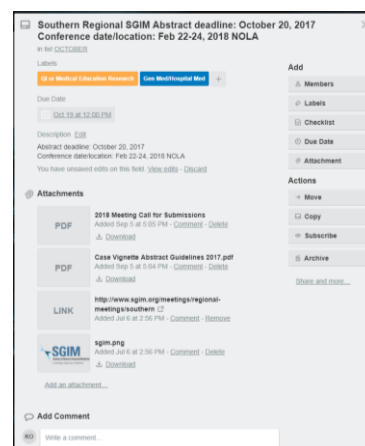 Southern Regional SGIM Abstract deadline: October 20, 2017
Conference date/location: Feb 22-24, 2018 NOLA
in list OCTOBER
Labels
QI or Medical Education Research
Gen Med/Hospital Med
+
Due Date
Oct 19 at 12:00 PM
Description Edit
Abstract deadline: October 20, 2017
Conference date/location: Feb 22-24, 2018 NOLA
You have unsaved edits on this field. View edits - Discard
Attachments
PDF
2018 Meeting Call for Submissions
Added Sep 5 at 5:05 PM - Comment - Delete
Download
PDF
Case Vignette Abstract Guidelines 2017.pdf
Added Sep 5 at 5:04 PM - Comment - Delete
Download
LINK
http://www.sgim.org/meetings/regional-
meetings/southern
Added Jul 6 at 2:56 PM - Comment - Remove
SGIM
sgim.png
Added Jul 6 at 2:56 PM - Comment - Delete
Download
Add an attachment...
Add Comment
KO
Write a comment...
Add
Members
Labels
Checklist
Due Date
Attachment
Actions
Move
Copy
Subscribe
Archive
Share and more...